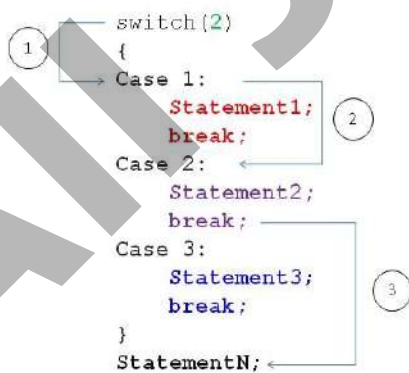 switch(2)
1
{
Case 1:
Statement1;
2
break;
Case 2:
Statement2;
break;
Case 3:
Statement3;
3
break;
}
StatementN;